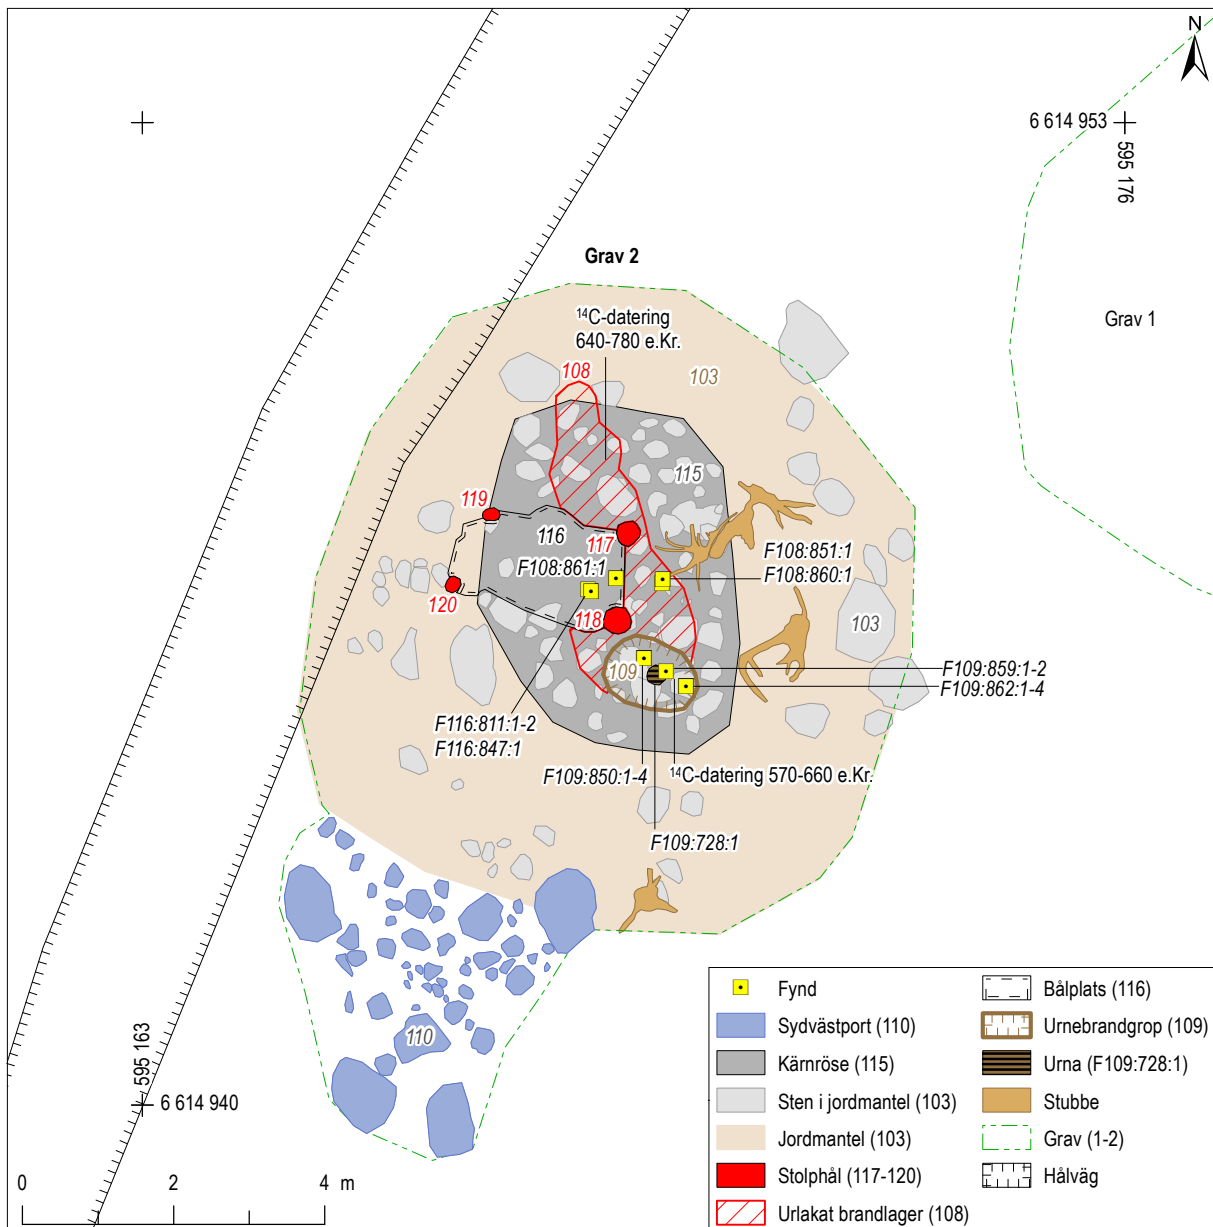 N
6 614 953
595 176
Grav 2
Grav 1
¹⁴C-datering
640-780 e.Kr.
108
103
115
119
116
117
F108:851:1
F108:860:1
F108:861:1
120
118
103
109
F109:859:1-2
F109:862:1-4
F116:811:1-2
F116:847:1
F109:850:1-4
¹⁴C-datering 570-660 e.Kr.
F109:728:1
110
595 163
6 614 940
0 2 4 m
Fynd
Sydvästport (110)
Kärnröse (115)
Sten i jordmantel (103)
Jordmantel (103)
Stolphål (117-120)
Urlakat brandlager (108)
Bålplats (116)
Urnebrandgrop (109)
Urna (F109:728:1)
Stubbe
Grav (1-2)
Hålväg